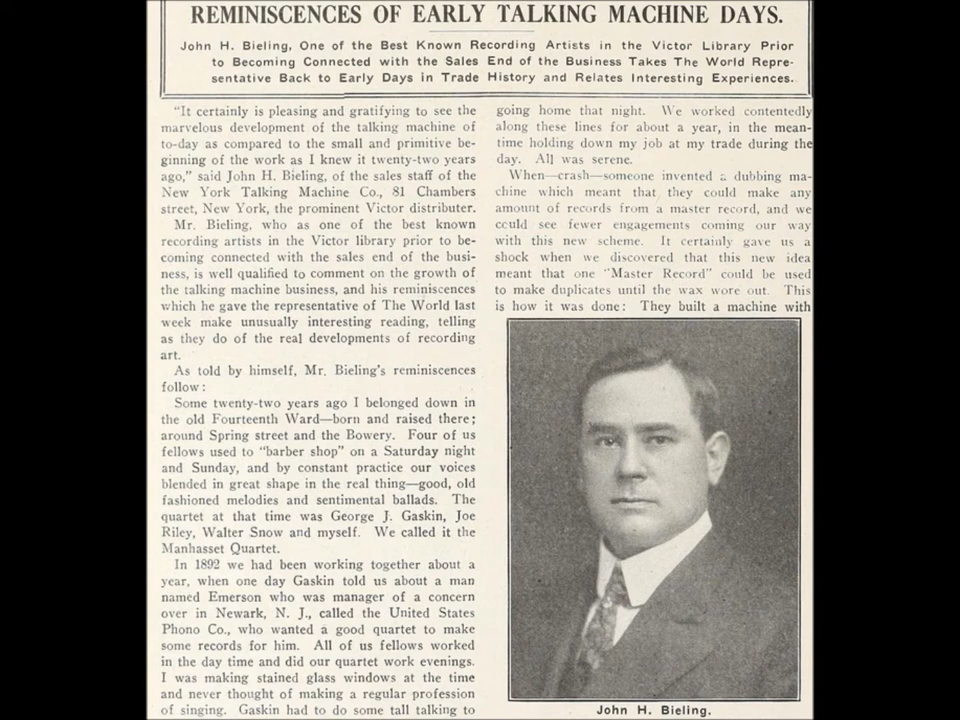 REMINISCENCES OF EARLY TALKING MACHINE DAYS.
John H. Bieling, One of the Best Known Recording Artists in the Victor Library Prior
to Becoming Connected with the Sales End of the Business Takes The World Repre-
sentative Back to Early Days in Trade History and Relates Interesting Experiences.
"It certainly is pleasing and gratifying to see the
marvelous development of the talking machine of
to-day as compared to the small and primitive be-
ginning of the work as I knew it twenty-two years
ago," said John H. Bieling, of the sales staff of the
New York Talking Machine Co., 81 Chambers
street, New York, the prominent Victor distributer.
Mr. Bieling, who as one of the best known
recording artists in the Victor library prior to be-
coming connected with the sales end of the busi-
ness, is well qualified to comment on the growth of
the talking machine business, and his reminiscences
which he gave the representative of The World last
week make unusually interesting reading, telling
as they do of the real developments of recording
art.
As told by himself, Mr. Bieling's reminiscences
follow:
Some twenty-two years ago I belonged down in
the old Fourteenth Ward—born and raised there;
around Spring street and the Bowery. Four of us
fellows used to "barber shop" on a Saturday night
and Sunday, and by constant practice our voices
blended in great shape in the real thing—good, old
fashioned melodies and sentimental ballads. The
quartet at that time was George J. Gaskin, Joe
Riley, Walter Snow and myself. We called it the
Manhasset Quartet.
In 1892 we had been working together about a
year, when one day Gaskin told us about a man
named Emerson who was manager of a concern
over in Newark, N. J., called the United States
Phono Co., who wanted a good quartet to make
some records for him. All of us fellows worked
in the day time and did our quartet work evenings.
I was making stained glass windows at the time
and never thought of making a regular profession
of singing. Gaskin had to do some tall talking to
going home that night. We worked contentedly
along these lines for about a year, in the mean-
time holding down my job at my trade during the
day. All was serene.
When—crash—someone invented a dubbing ma-
chine which meant that they could make any
amount of records from a master record, and we
could see fewer engagements coming our way
with this new scheme. It certainly gave us a
shock when we discovered that this new idea
meant that one "Master Record" could be used
to make duplicates until the wax wore out. This
is how it was done: They built a machine with
John H. Bieling.